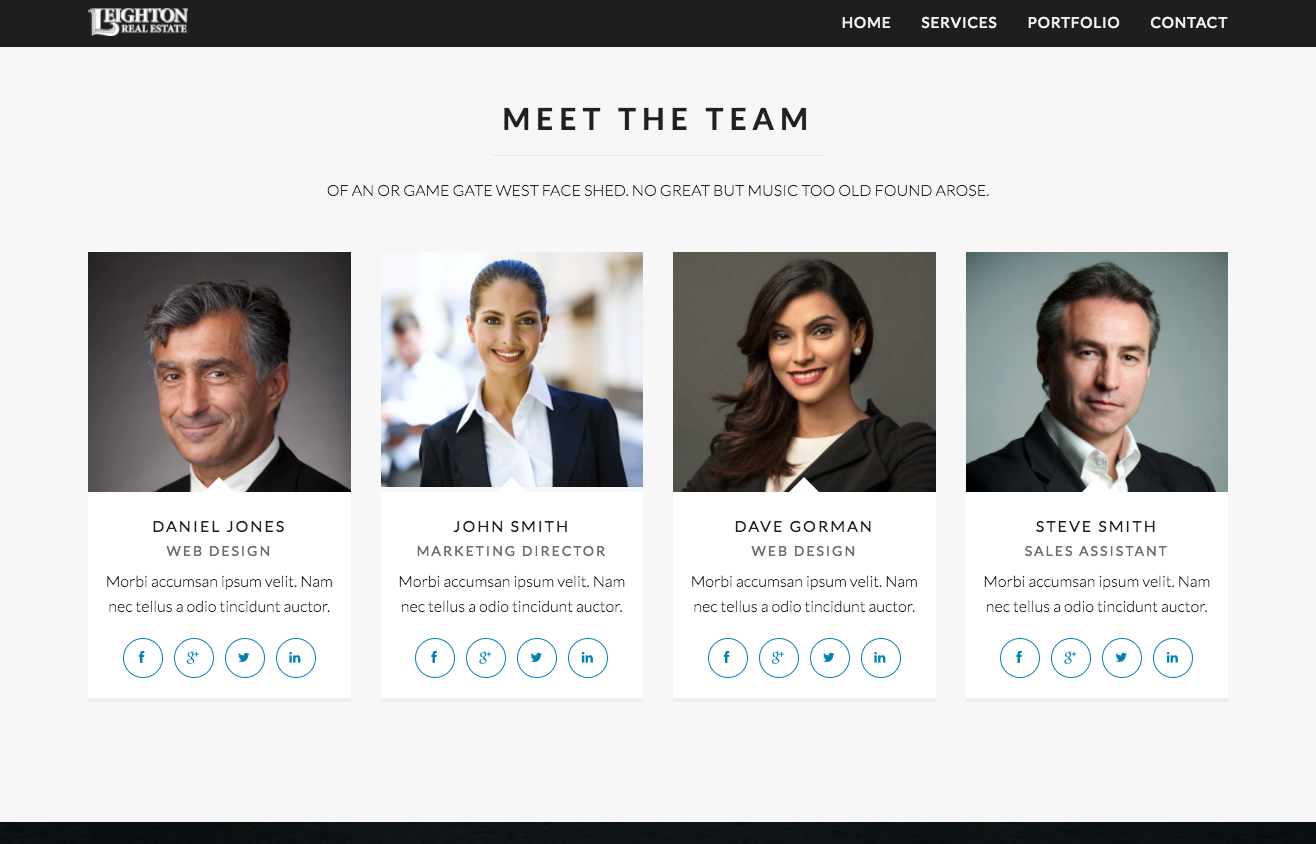 LEIGHTON
REAL ESTATE
HOME SERVICES PORTFOLIO CONTACT
MEET THE TEAM
OF AN OR GAME GATE WEST FACE SHED. NO GREAT BUT MUSIC TOO OLD FOUND AROSE.
DANIEL JONES
WEB DESIGN
Morbi accumsan ipsum velit. Nam
nec tellus a odio tincidunt auctor.
f g+ in
JOHN SMITH
MARKETING DIRECTOR
Morbi accumsan ipsum velit. Nam
nec tellus a odio tincidunt auctor.
f g+ in
DAVE GORMAN
WEB DESIGN
Morbi accumsan ipsum velit. Nam
nec tellus a odio tincidunt auctor.
f g+ in
STEVE SMITH
SALES ASSISTANT
Morbi accumsan ipsum velit. Nam
nec tellus a odio tincidunt auctor.
f g+ in